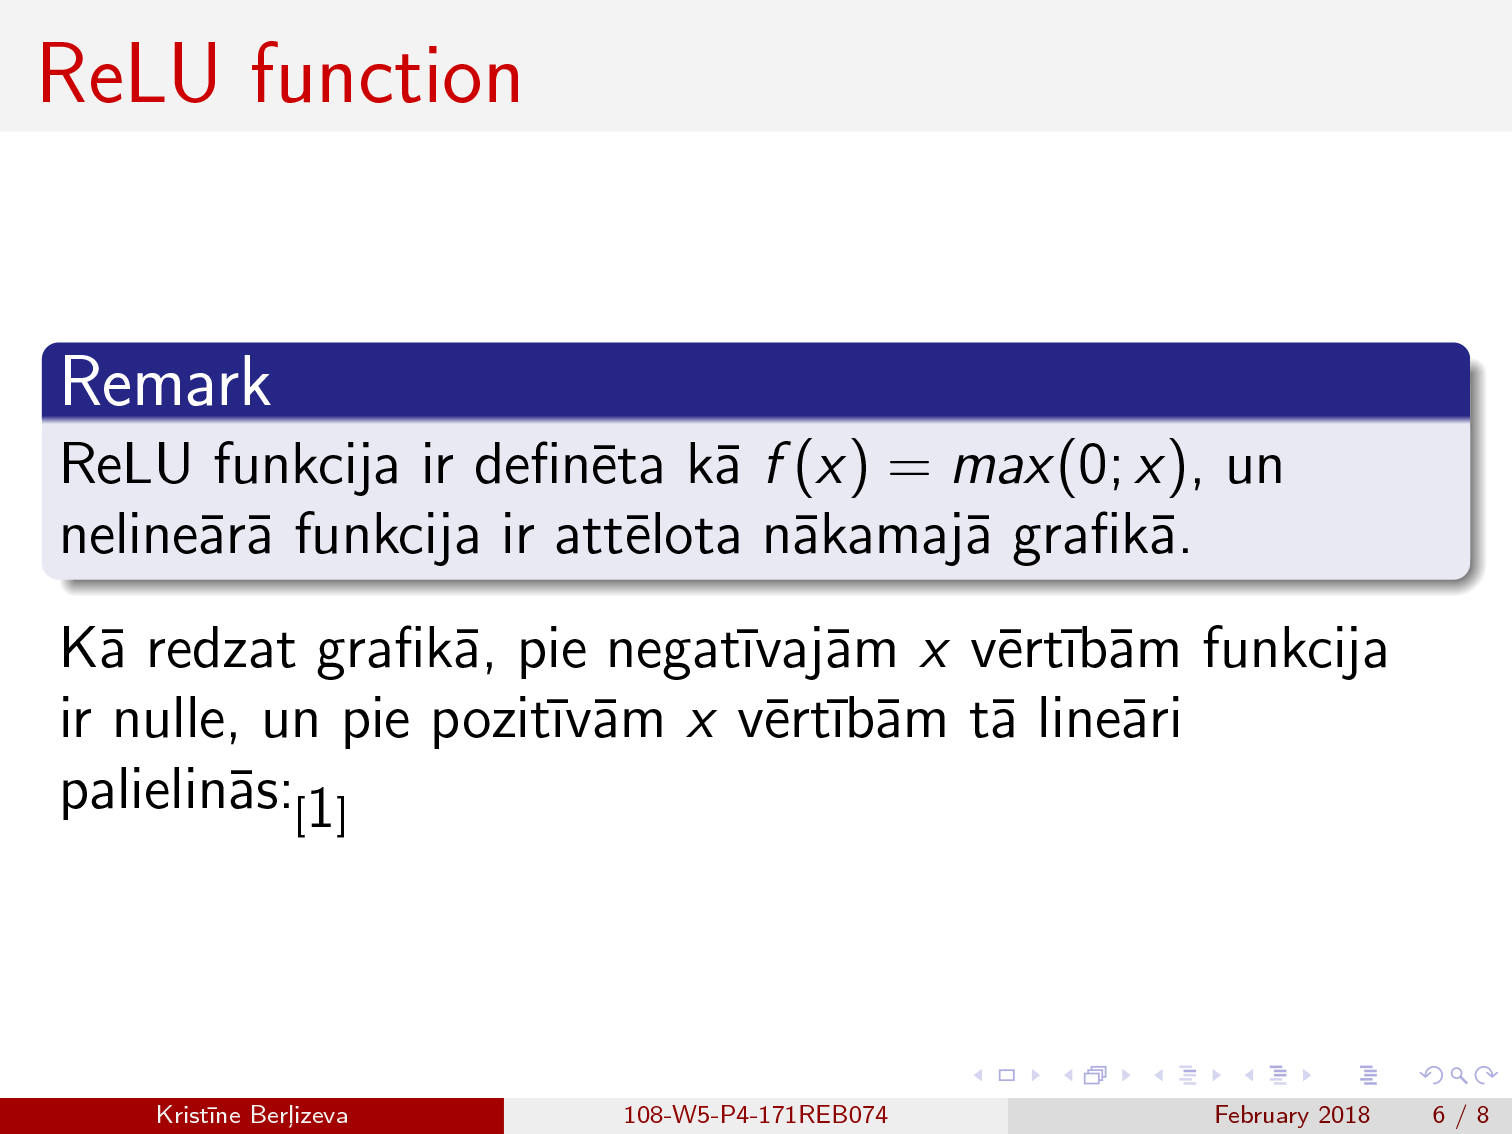 ReLU function
Remark
ReLU funkcija ir definēta kā f(x) = max(0; x), un
nelineārā funkcija ir attēlota nākamajā grafikā.
Kā redzat grafikā, pie negatīvajām x vērtībām funkcija
ir nulle, un pie pozitīvām x vērtībām tā lineāri
palielinās:[1]
Kristīne Berļizeva 108-W5-P4-171REB074 February 2018 6 / 8